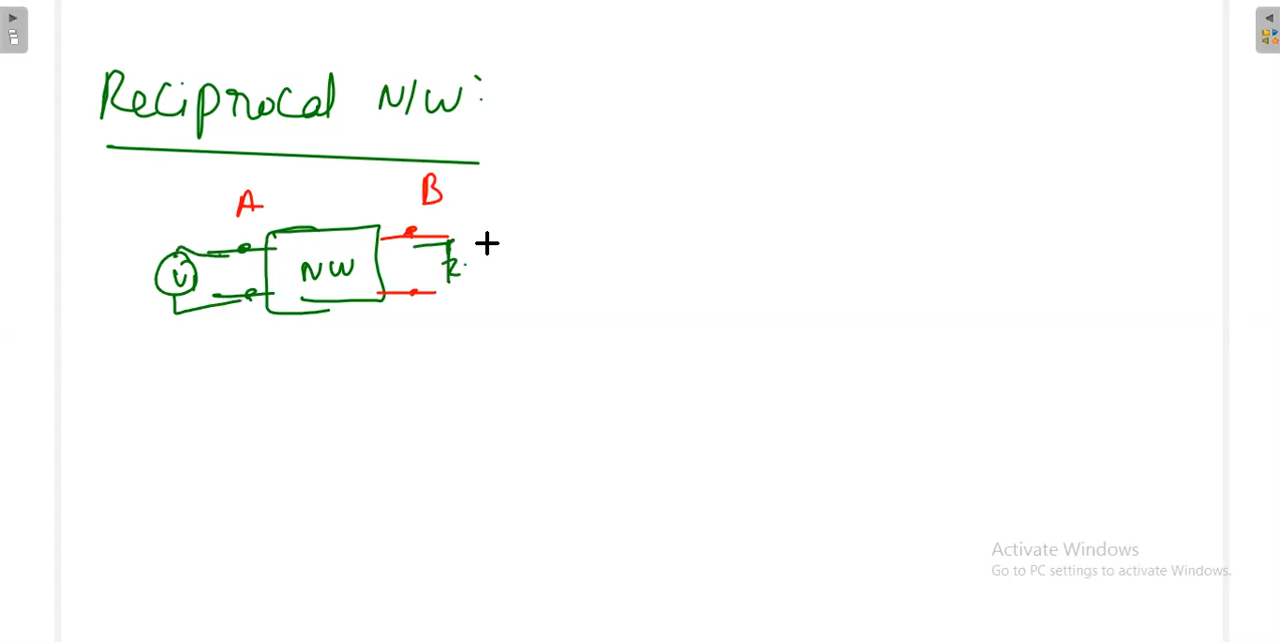 Reciprocal N/W:
A B
V NW
Activate Windows
Go to PC settings to activate Windows.